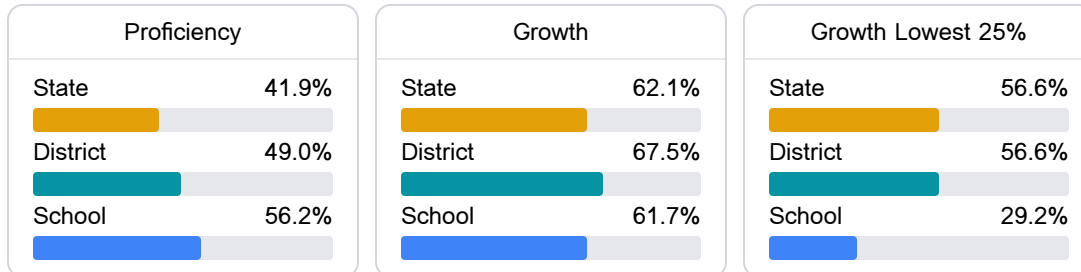 Proficiency
State 41.9%
District 49.0%
School 56.2%
Growth
State 62.1%
District 67.5%
School 61.7%
Growth Lowest 25%
State 56.6%
District 56.6%
School 29.2%